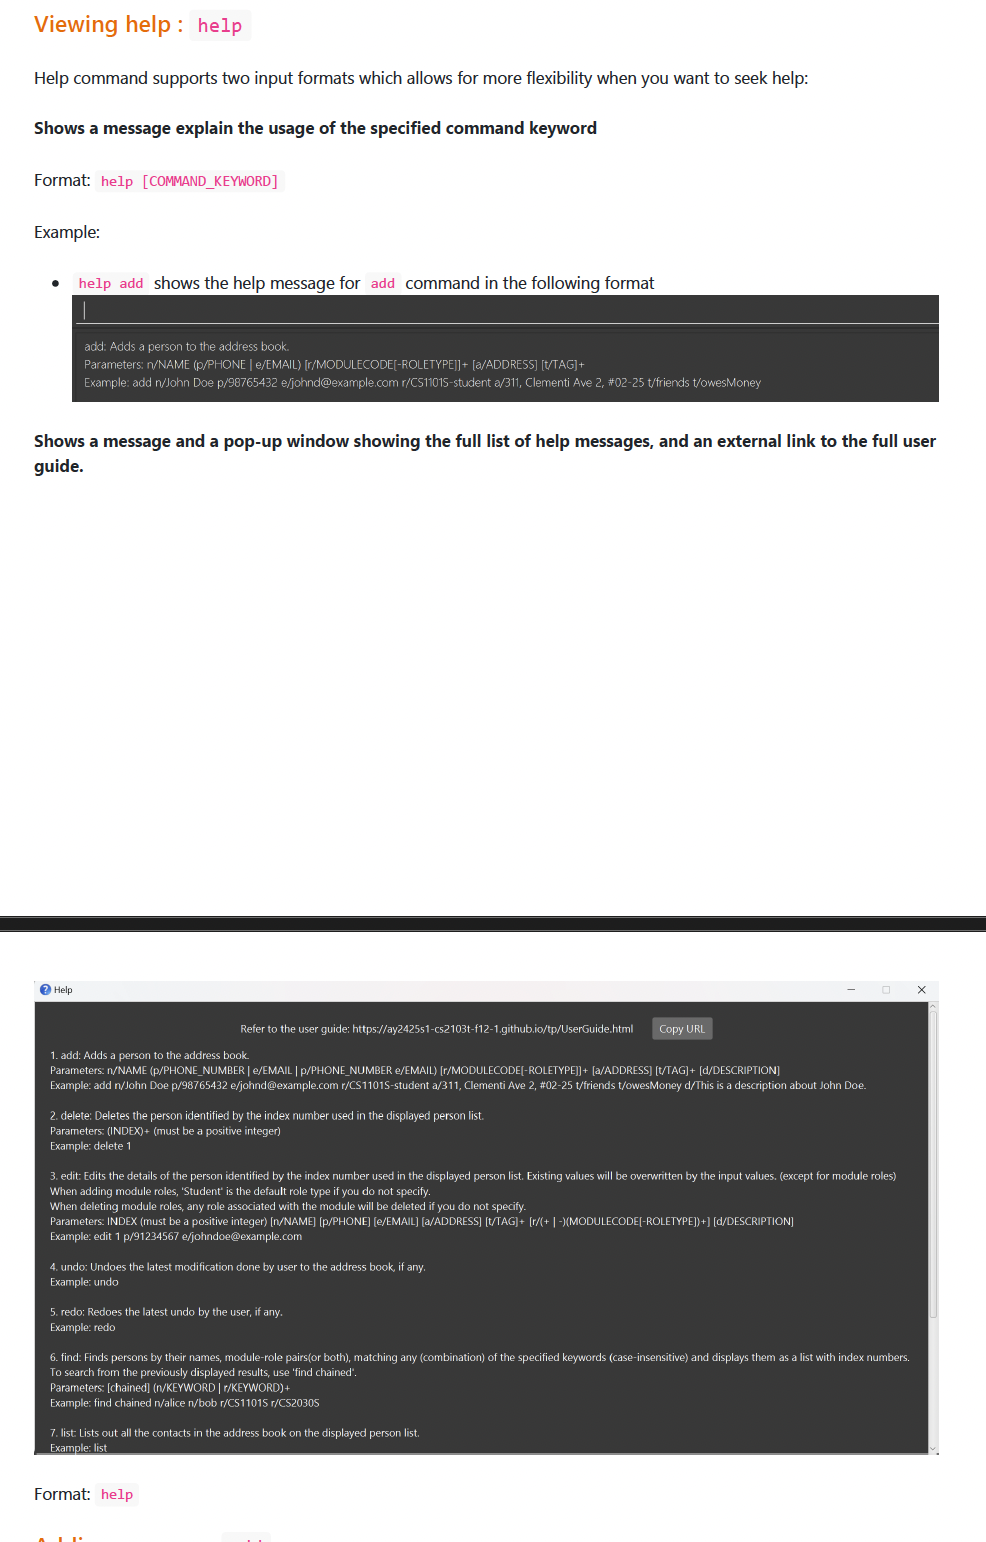 Viewing help : help
Help command supports two input formats which allows for more flexibility when you want to seek help:
Shows a message explain the usage of the specified command keyword
Format: help [COMMAND_KEYWORD]
Example:
help add shows the help message for add command in the following format
add: Adds a person to the address book.
Parameters: n/NAME (p/PHONE | e/EMAIL) [r/MODULECODE[-ROLETYPE]]+ [a/ADDRESS] [t/TAG]+
Example: add n/John Doe p/98765432 e/johnd@example.com r/CS1101S-student a/311, Clementi Ave 2, #02-25 t/friends t/owesMoney
Shows a message and a pop-up window showing the full list of help messages, and an external link to the full user
guide.
Help
Refer to the user guide: https://ay2425s1-cs2103t-f12-1.github.io/tp/UserGuide.html Copy URL
1. add: Adds a person to the address book.
Parameters: n/NAME (p/PHONE_NUMBER | e/EMAIL | p/PHONE_NUMBER e/EMAIL) [r/MODULECODE[-ROLETYPE]]+ [a/ADDRESS] [t/TAG]+ [d/DESCRIPTION]
Example: add n/John Doe p/98765432 e/johnd@example.com r/CS1101S-student a/311, Clementi Ave 2, #02-25 t/friends t/owesMoney d/This is a description about John Doe.
2. delete: Deletes the person identified by the index number used in the displayed person list.
Parameters: (INDEX)+ (must be a positive integer)
Example: delete 1
3. edit: Edits the details of the person identified by the index number used in the displayed person list. Existing values will be overwritten by the input values. (except for module roles)
When adding module roles, 'Student' is the default role type if you do not specify.
When deleting module roles, any role associated with the module will be deleted if you do not specify.
Parameters: INDEX (must be a positive integer) [n/NAME] [p/PHONE] [e/EMAIL] [a/ADDRESS] [t/TAG]+ [r/(+ | -)(MODULECODE[-ROLETYPE])+] [d/DESCRIPTION]
Example: edit 1 p/91234567 e/johndoe@example.com
4. undo: Undoes the latest modification done by user to the address book, if any.
Example: undo
5. redo: Redoes the latest undo by the user, if any.
Example: redo
6. find: Finds persons by their names, module-role pairs(or both), matching any (combination) of the specified keywords (case-insensitive) and displays them as a list with index numbers.
To search from the previously displayed results, use 'find chained'.
Parameters: [chained] (n/KEYWORD | r/KEYWORD)+
Example: find chained n/alice n/bob r/CS1101S r/CS2030S
7. list: Lists out all the contacts in the address book on the displayed person list.
Example: list
Format: help